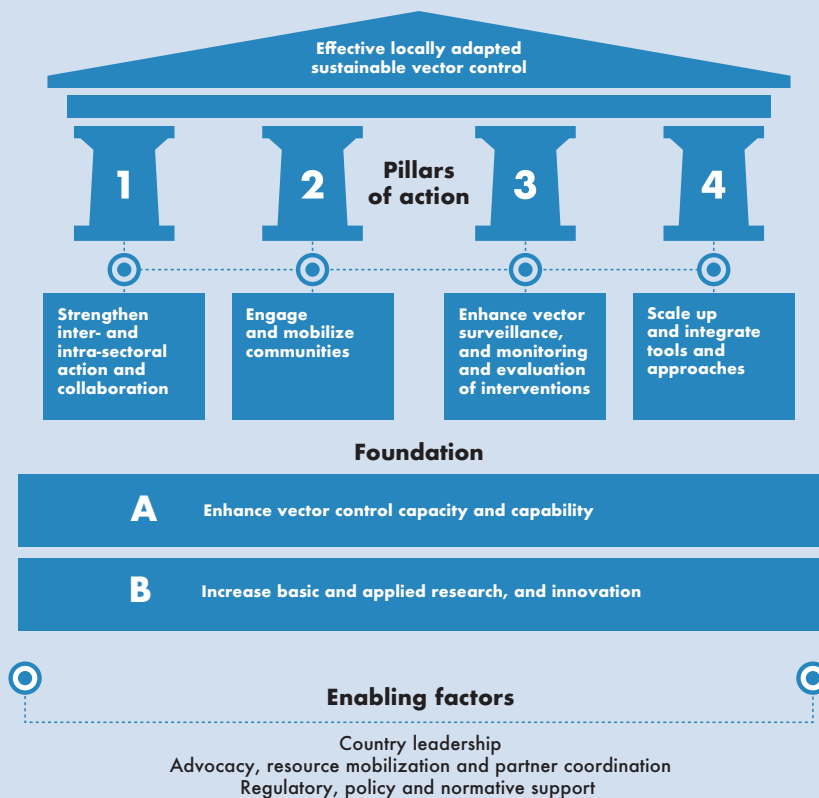 Effective locally adapted
sustainable vector control
1
2
Pillars
of action
3
4
Strengthen
inter- and
intra-sectoral
action and
collaboration
Engage
and mobilize
communities
Enhance vector
surveillance,
and monitoring
and evaluation
of interventions
Scale up
and integrate
tools and
approaches
Foundation
A
Enhance vector control capacity and capability
B
Increase basic and applied research, and innovation
Enabling factors
Country leadership
Advocacy, resource mobilization and partner coordination
Regulatory, policy and normative support